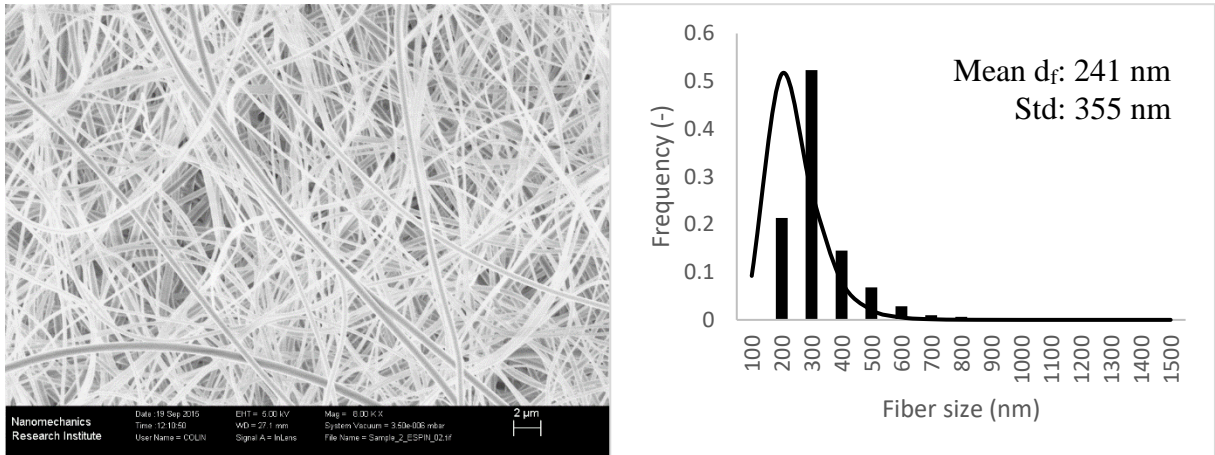 Nanomechanics
Research Institute
Date :19 Sep 2015
Time :12:10:50
User Name = COLIN
EHT = 5.00 kV
WD = 27.1 mm
Signal A = InLens
Mag = 8.00 K X
System Vacuum = 3.50e-006 mbar
File Name = Sample_2_ESPIN_02.tif
2 µm
Mean df: 241 nm
Std: 355 nm
Frequency (-)
0.6
0.5
0.4
0.3
0.2
0.1
0
100 200 300 400 500 600 700 800 900 1000 1100 1200 1300 1400 1500
Fiber size (nm)